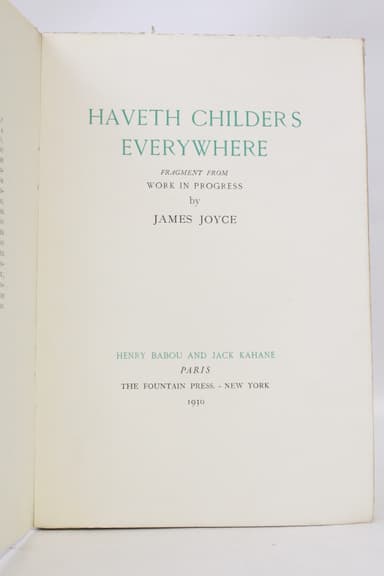 HAVETH CHILDERS
EVERYWHERE
FRAGMENT FROM
WORK IN PROGRESS
by
JAMES JOYCE
HENRY BABOU AND JACK KAHANE
PARIS
THE FOUNTAIN PRESS. - NEW YORK
1930